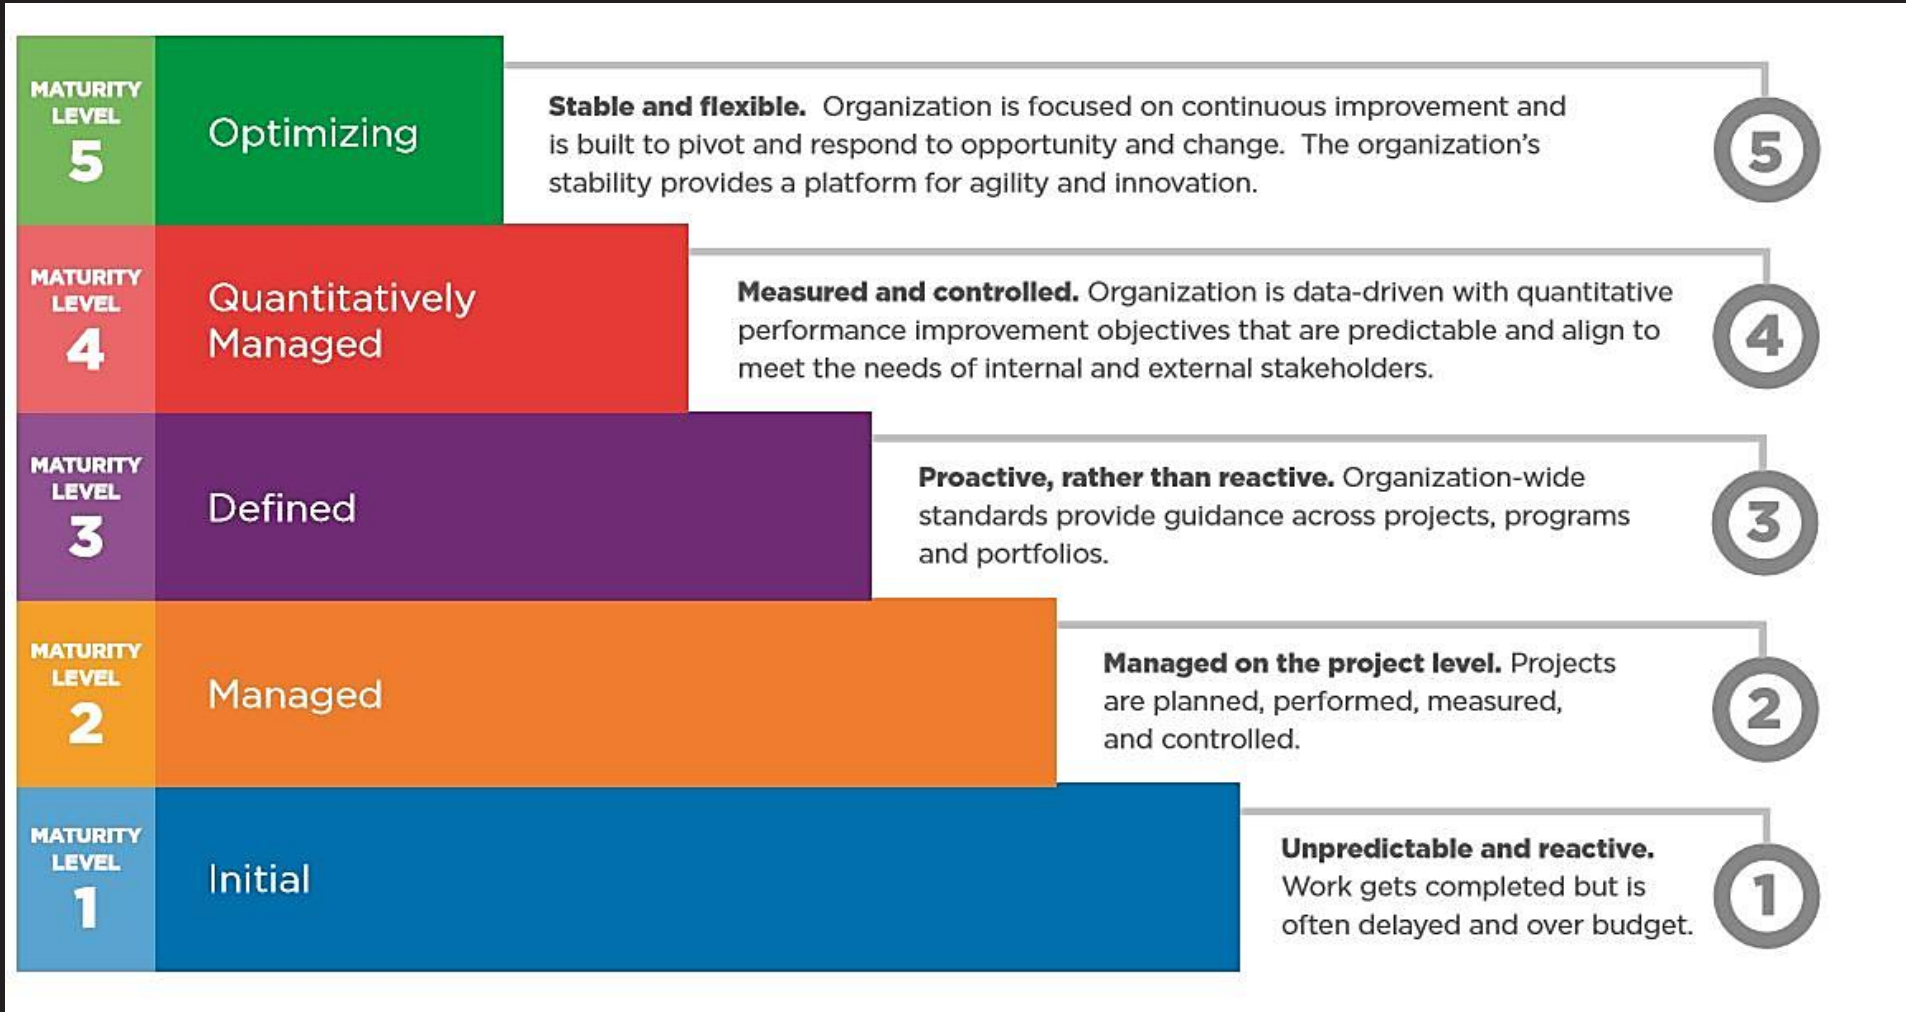 MATURITY
LEVEL
5
Optimizing
Stable and flexible. Organization is focused on continuous improvement and
is built to pivot and respond to opportunity and change. The organization's
stability provides a platform for agility and innovation.
5
MATURITY
LEVEL
4
Quantitatively
Managed
Measured and controlled. Organization is data-driven with quantitative
performance improvement objectives that are predictable and align to
meet the needs of internal and external stakeholders.
4
MATURITY
LEVEL
3
Defined
Proactive, rather than reactive. Organization-wide
standards provide guidance across projects, programs
and portfolios.
3
MATURITY
LEVEL
2
Managed
Managed on the project level. Projects
are planned, performed, measured,
and controlled.
2
MATURITY
LEVEL
1
Initial
Unpredictable and reactive.
Work gets completed but is
often delayed and over budget.
1